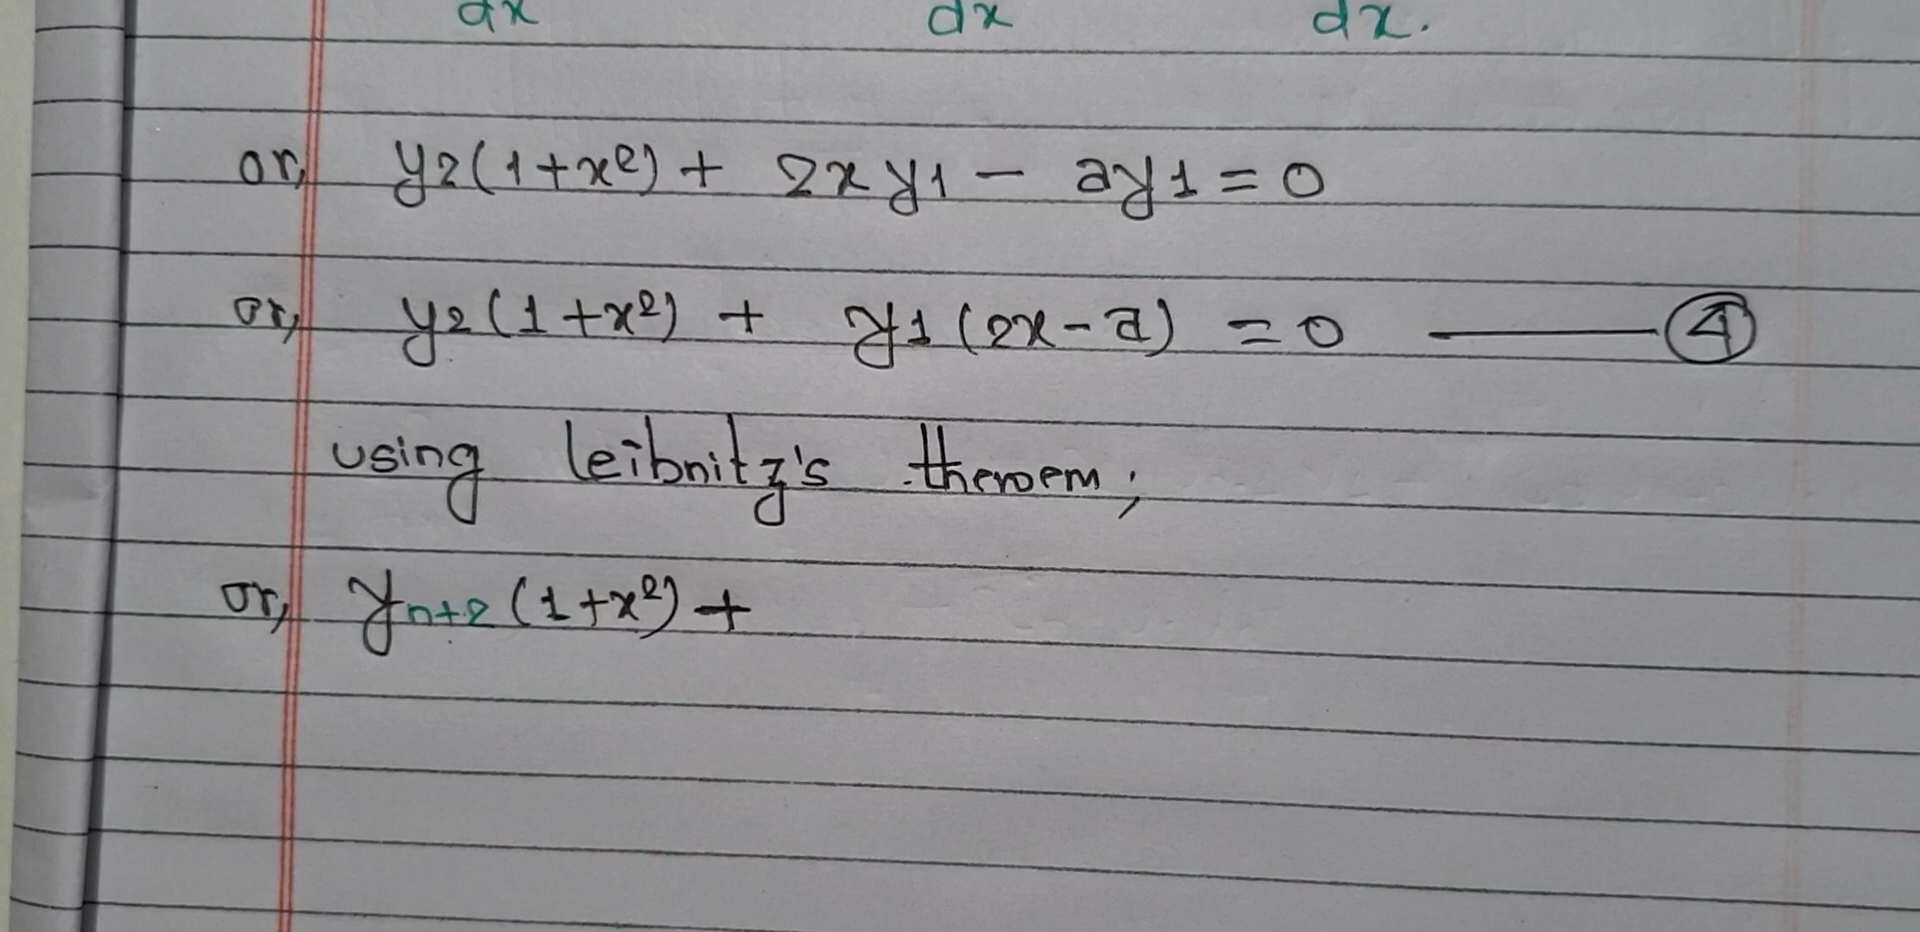 dx dx dx.
or, y2(1+x²) + 2xy1 - ay1 = 0
or, y2(1+x²) + y1(2x-a) = 0 —— ④
using leibnitz's theroem;
or, yn+2(1+x²) +